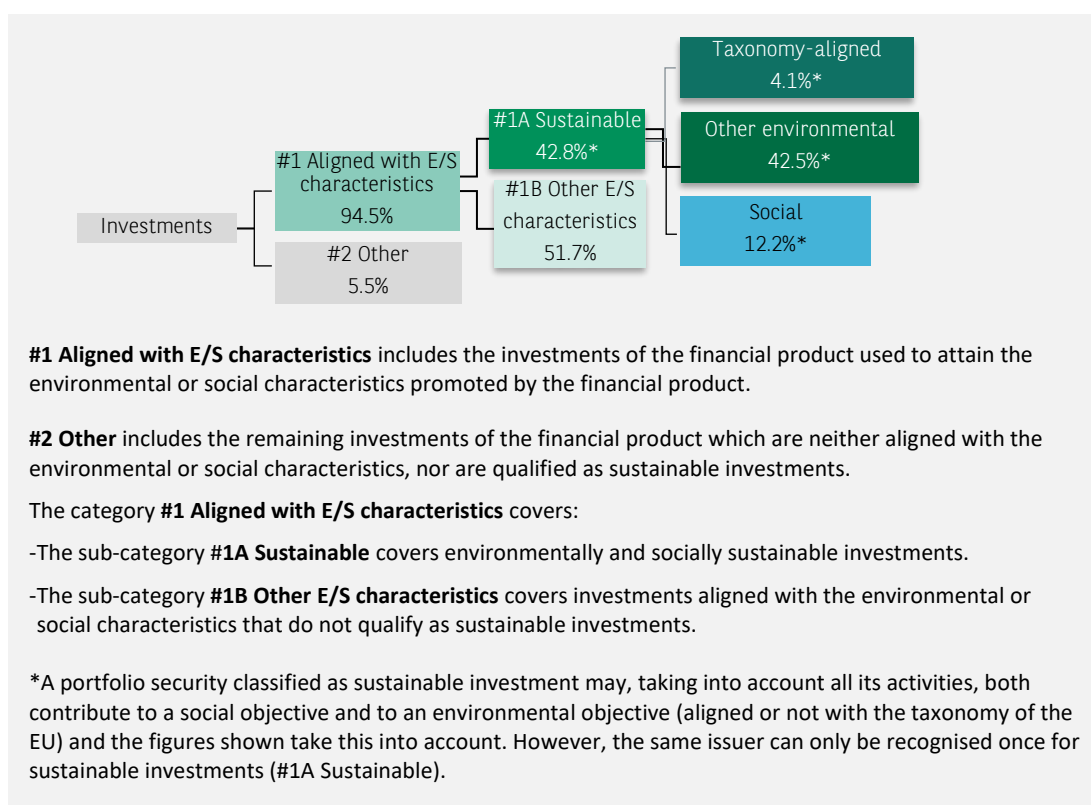 Taxonomy-aligned
4.1%*
#1A Sustainable
42.8%*
Other environmental
42.5%*
#1 Aligned with E/S
characteristics
94.5%
#1B Other E/S
characteristics
51.7%
Social
12.2%*
Investments
#2 Other
5.5%
#1 Aligned with E/S characteristics includes the investments of the financial product used to attain the
environmental or social characteristics promoted by the financial product.
#2 Other includes the remaining investments of the financial product which are neither aligned with the
environmental or social characteristics, nor are qualified as sustainable investments.
The category #1 Aligned with E/S characteristics covers:
-The sub-category #1A Sustainable covers environmentally and socially sustainable investments.
-The sub-category #1B Other E/S characteristics covers investments aligned with the environmental or
social characteristics that do not qualify as sustainable investments.
*A portfolio security classified as sustainable investment may, taking into account all its activities, both
contribute to a social objective and to an environmental objective (aligned or not with the taxonomy of the
EU) and the figures shown take this into account. However, the same issuer can only be recognised once for
sustainable investments (#1A Sustainable).